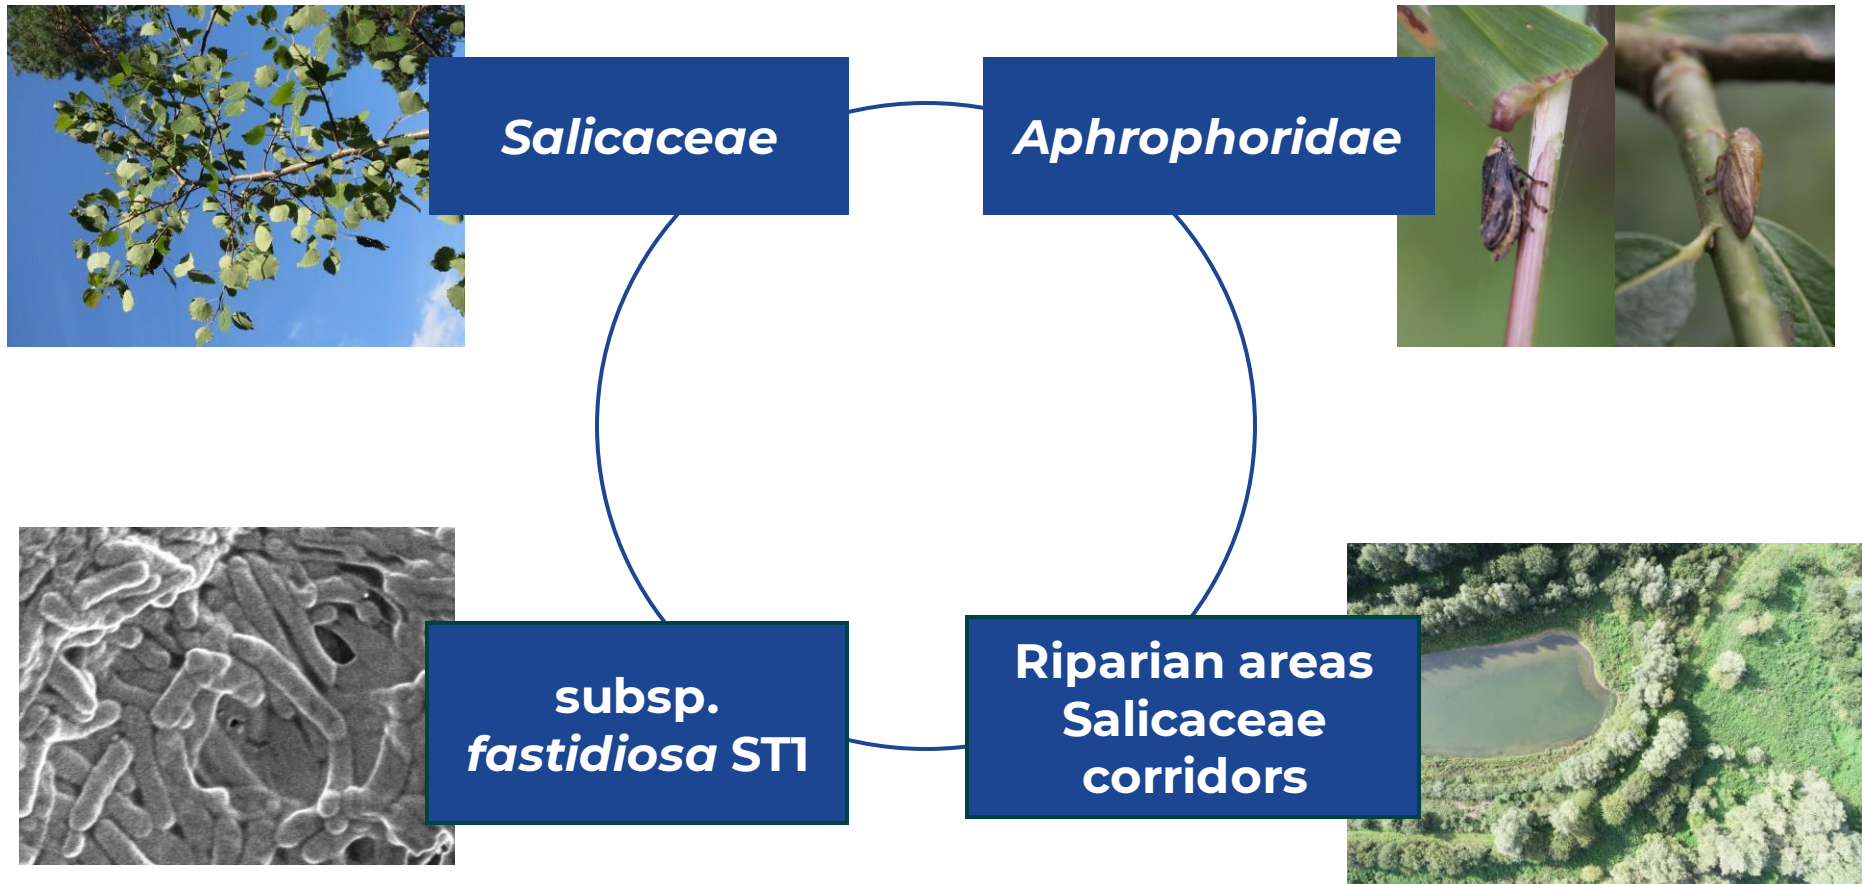 Salicaceae
Aphrophoridae
subsp.
fastidiosa ST1
Riparian areas
Salicaceae
corridors